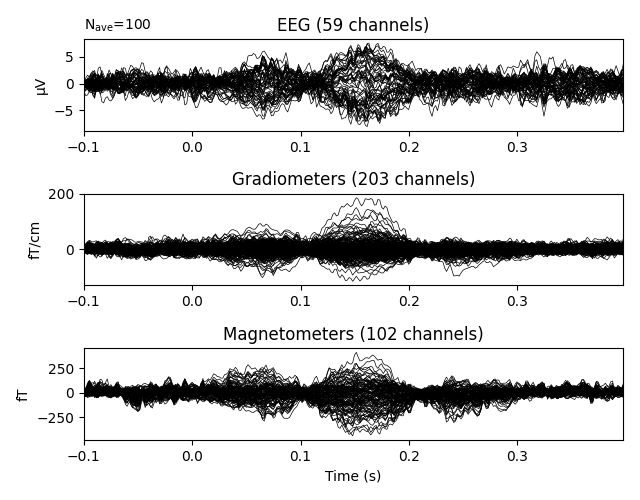 N_ave=100
EEG (59 channels)
5
0
−5
µV
−0.1 0.0 0.1 0.2 0.3
Gradiometers (203 channels)
200
0
fT/cm
−0.1 0.0 0.1 0.2 0.3
Magnetometers (102 channels)
250
0
−250
fT
−0.1 0.0 0.1 0.2 0.3
Time (s)